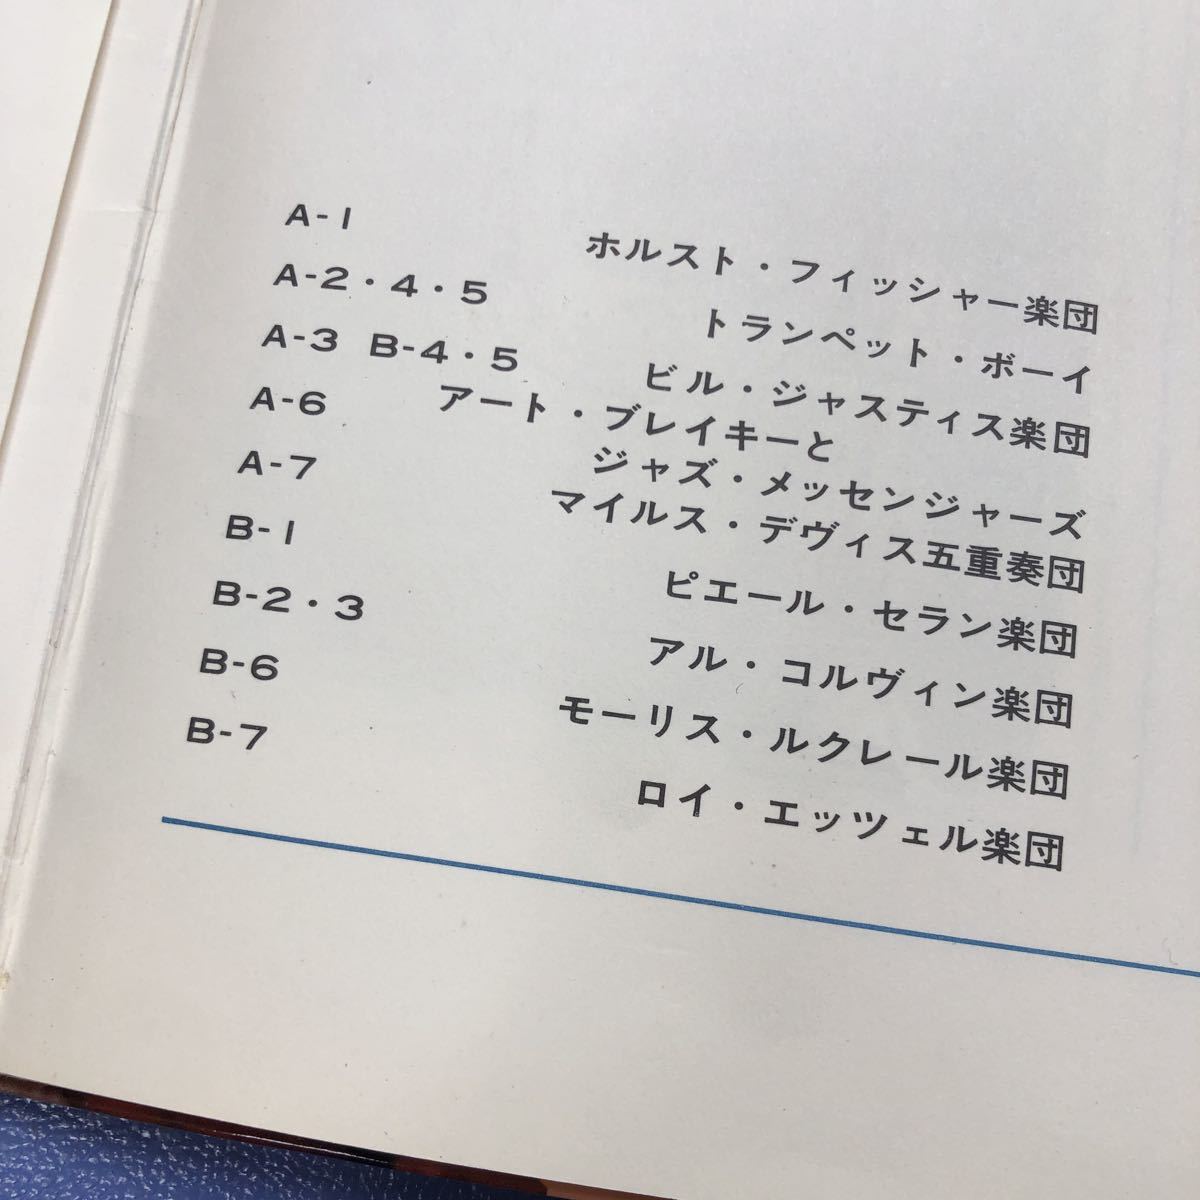 A-1 ホルスト・フィッシャー楽団
A-2・4・5 トランペット・ボーイ
A-3 B-4・5 ビル・ジャスティス楽団
A-6 アート・ブレイキーと
ジャズ・メッセンジャーズ
A-7 マイルス・デヴィス五重奏団
B-1 ピエール・セラン楽団
B-2・3 アル・コルヴィン楽団
B-6 モーリス・ルクレール楽団
B-7 ロイ・エッツェル楽団